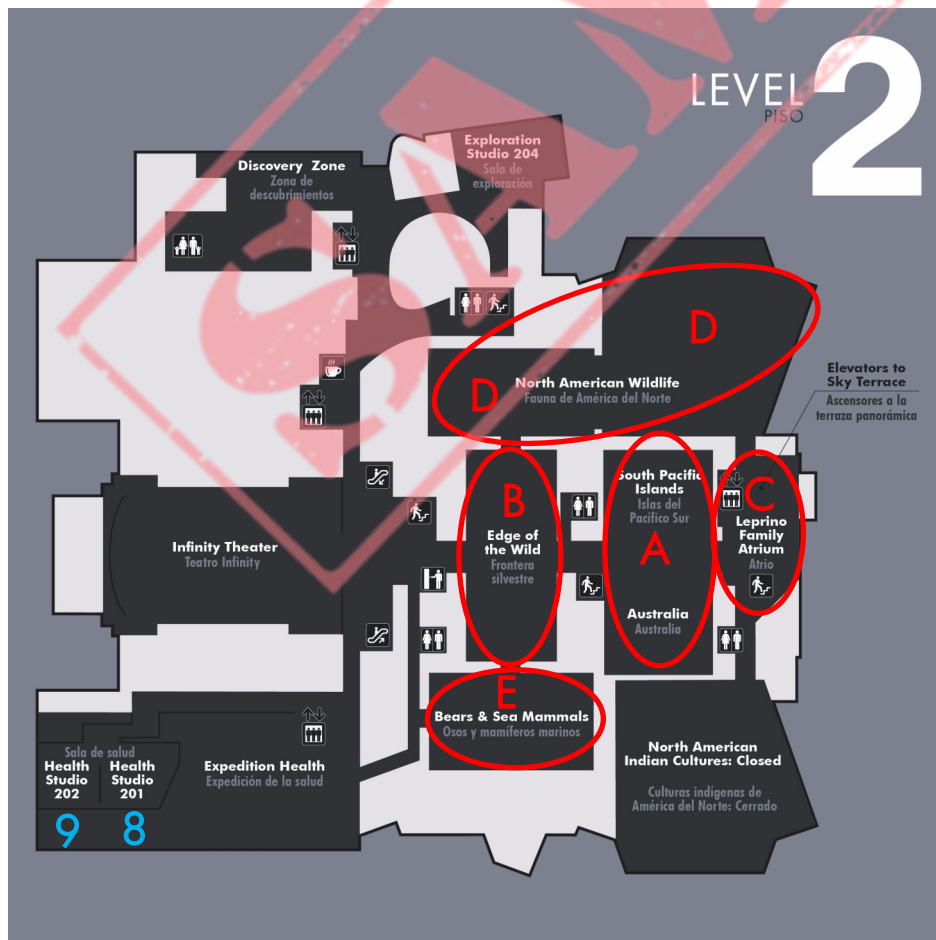 LEVEL 2
PISO
Exploration
Studio 204
Sala de
exploración
Discovery Zone
Zona de
descubrimientos
D
D
North American Wildlife
Fauna de América del Norte
Elevators to
Sky Terrace
Ascensores a la
terraza panorámica
B
Edge of
the Wild
Frontera
silvestre
South Pacific
Islands
Islas del
Pacífico Sur
A
Australia
Australia
C
Leprino
Family
Atrium
Atrio
Infinity Theater
Teatro Infinity
E
Bears & Sea Mammals
Osos y mamíferos marinos
North American
Indian Cultures: Closed
Culturas indígenas de
América del Norte: Cerrado
Expedition Health
Expedición de la salud
Sala de salud
Health
Studio
202
Health
Studio
201
9
8